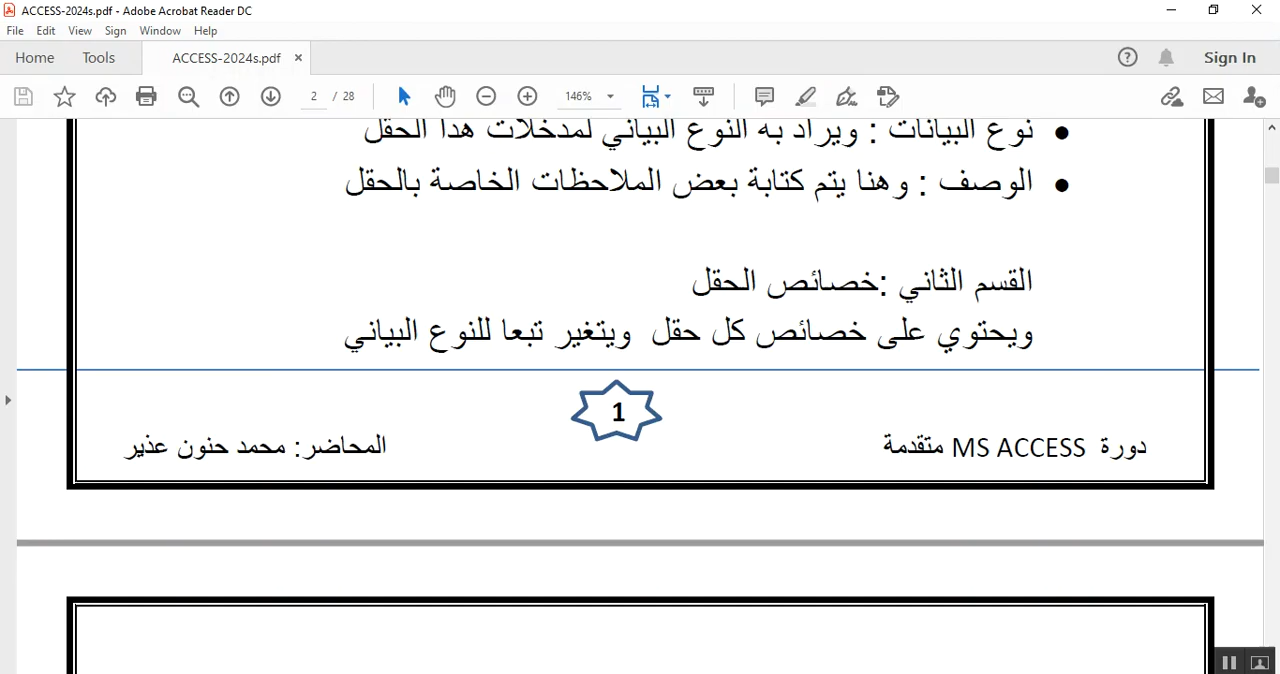 ACCESS-2024s.pdf - Adobe Acrobat Reader DC
File Edit View Sign Window Help
Home Tools ACCESS-2024s.pdf × Sign In
2 / 28 146%
• نوع البيانات : ويراد به النوع البياني لمدخلات هذا الحقل
• الوصف : وهنا يتم كتابة بعض الملاحظات الخاصة بالحقل
القسم الثاني :خصائص الحقل
ويحتوي على خصائص كل حقل ويتغير تبعا للنوع البياني
1
دورة MS ACCESS متقدمة
المحاضر: محمد حنون عذير